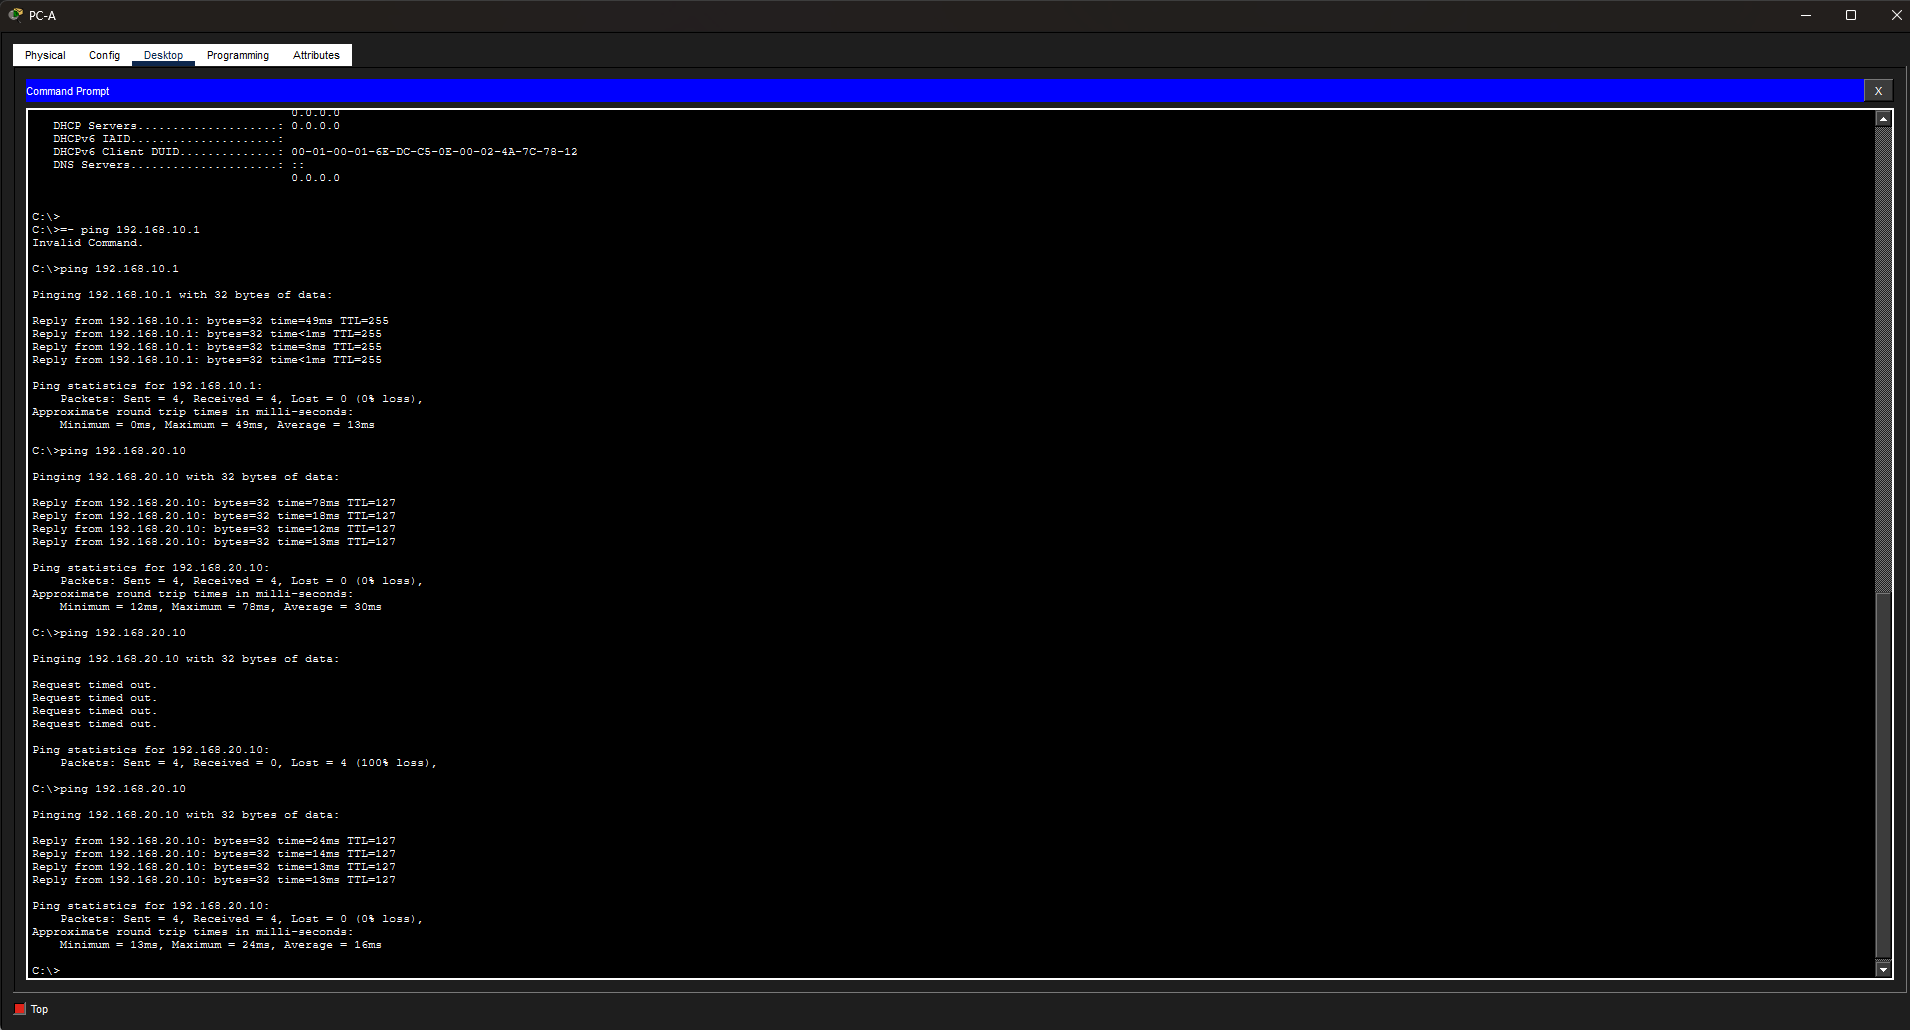 PC-A
Physical Config Desktop Programming Attributes
Command Prompt
X
0.0.0.0
DHCP Servers....................: 0.0.0.0
DHCPv6 IAID.....................:
DHCPv6 Client DUID..............: 00-01-00-01-6E-DC-C5-0E-00-02-4A-7C-78-12
DNS Servers.....................: ::
0.0.0.0
C:\>
C:\>=- ping 192.168.10.1
Invalid Command.
C:\>ping 192.168.10.1
Pinging 192.168.10.1 with 32 bytes of data:
Reply from 192.168.10.1: bytes=32 time=49ms TTL=255
Reply from 192.168.10.1: bytes=32 time<1ms TTL=255
Reply from 192.168.10.1: bytes=32 time=3ms TTL=255
Reply from 192.168.10.1: bytes=32 time<1ms TTL=255
Ping statistics for 192.168.10.1:
Packets: Sent = 4, Received = 4, Lost = 0 (0% loss),
Approximate round trip times in milli-seconds:
Minimum = 0ms, Maximum = 49ms, Average = 13ms
C:\>ping 192.168.20.10
Pinging 192.168.20.10 with 32 bytes of data:
Reply from 192.168.20.10: bytes=32 time=78ms TTL=127
Reply from 192.168.20.10: bytes=32 time=18ms TTL=127
Reply from 192.168.20.10: bytes=32 time=12ms TTL=127
Reply from 192.168.20.10: bytes=32 time=13ms TTL=127
Ping statistics for 192.168.20.10:
Packets: Sent = 4, Received = 4, Lost = 0 (0% loss),
Approximate round trip times in milli-seconds:
Minimum = 12ms, Maximum = 78ms, Average = 30ms
C:\>ping 192.168.20.10
Pinging 192.168.20.10 with 32 bytes of data:
Request timed out.
Request timed out.
Request timed out.
Request timed out.
Ping statistics for 192.168.20.10:
Packets: Sent = 4, Received = 0, Lost = 4 (100% loss),
C:\>ping 192.168.20.10
Pinging 192.168.20.10 with 32 bytes of data:
Reply from 192.168.20.10: bytes=32 time=24ms TTL=127
Reply from 192.168.20.10: bytes=32 time=14ms TTL=127
Reply from 192.168.20.10: bytes=32 time=13ms TTL=127
Reply from 192.168.20.10: bytes=32 time=13ms TTL=127
Ping statistics for 192.168.20.10:
Packets: Sent = 4, Received = 4, Lost = 0 (0% loss),
Approximate round trip times in milli-seconds:
Minimum = 13ms, Maximum = 24ms, Average = 16ms
C:\>
Top